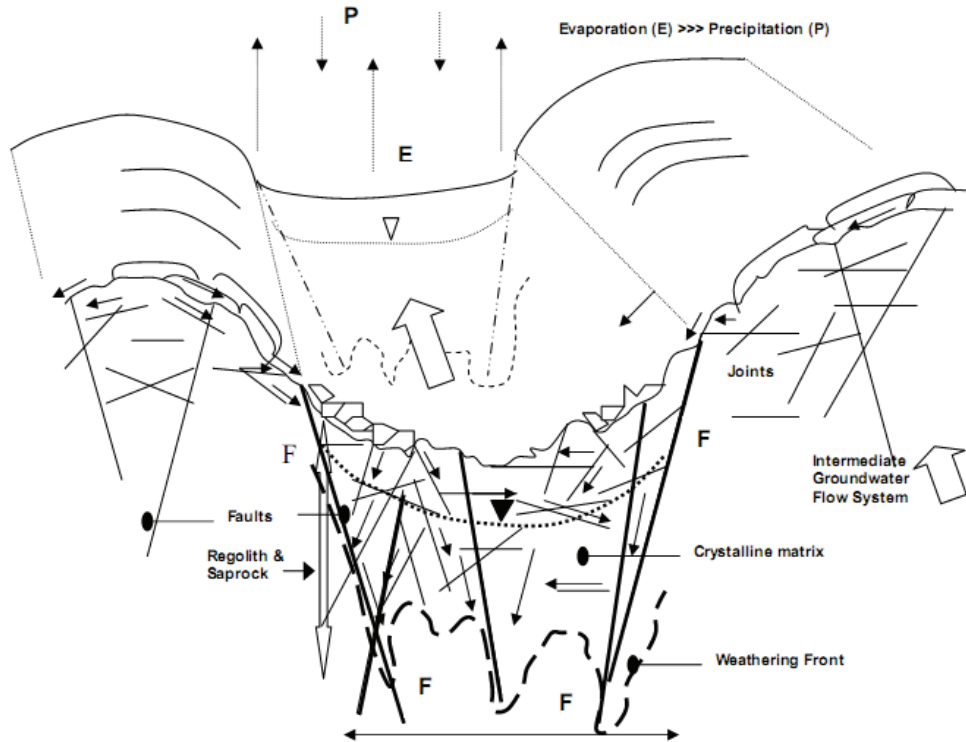 P
Evaporation (E) >>> Precipitation (P)
E
Joints
F
F
Intermediate
Groundwater
Flow System
Faults
Regolith &
Saprock
Crystalline matrix
Weathering Front
F
F